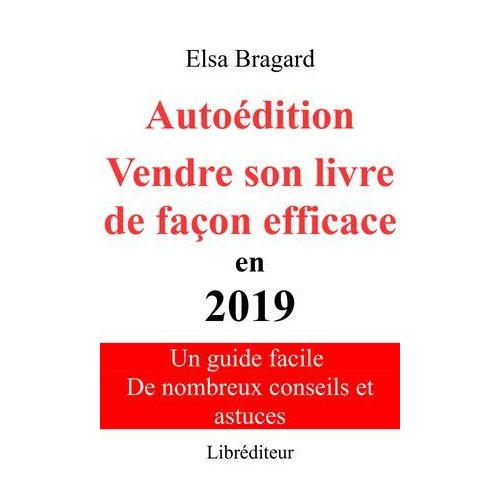 Elsa Bragard
Autoédition
Vendre son livre
de façon efficace
en
2019
Un guide facile
De nombreux conseils et
astuces
Libréditeur